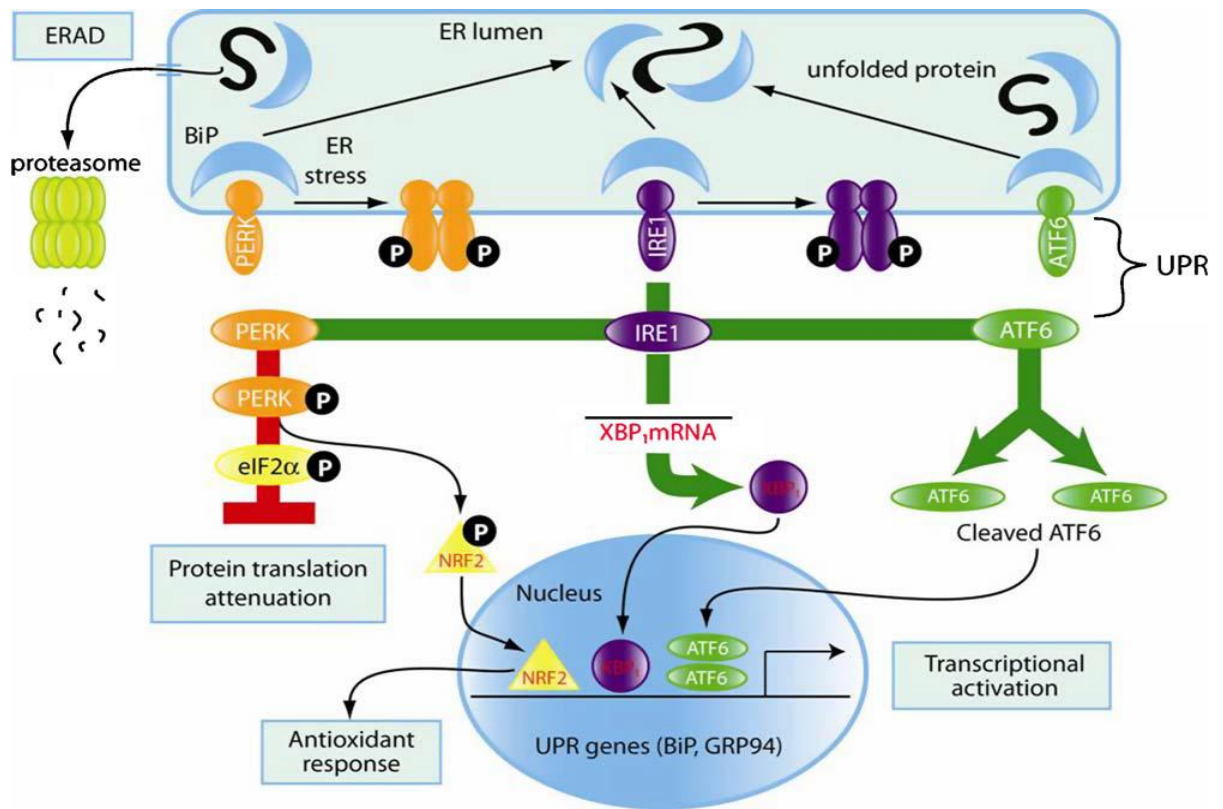 ERAD
ER lumen
unfolded protein
BiP
ER
stress
proteasome
PERK
P
P
IRE1
P
P
ATF6
UPR
PERK
IRE1
ATF6
PERK
P
XBP₁mRNA
eIF2α
P
XBP₁
ATF6
ATF6
Cleaved ATF6
P
NRF2
Protein translation
attenuation
Nucleus
NRF2
XBP₁
ATF6
ATF6
Transcriptional
activation
Antioxidant
response
UPR genes (BiP, GRP94)